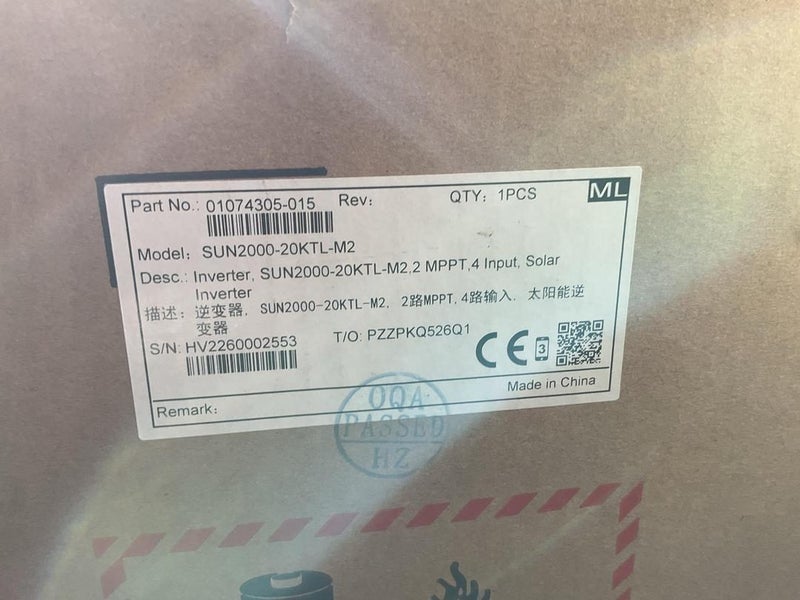 Part No.: 01074305-015 Rev: QTY: 1PCS ML
Model: SUN2000-20KTL-M2
Desc.: Inverter, SUN2000-20KTL-M2,2 MPPT,4 Input, Solar
Inverter
描述: 逆变器, SUN2000-20KTL-M2, 2路MPPT, 4路输入, 太阳能逆
变器
S/N: HV2260002553 T/O: PZZPKQ526Q1 CE 3
Made in China
Remark:
OQA
PASSED
HZ